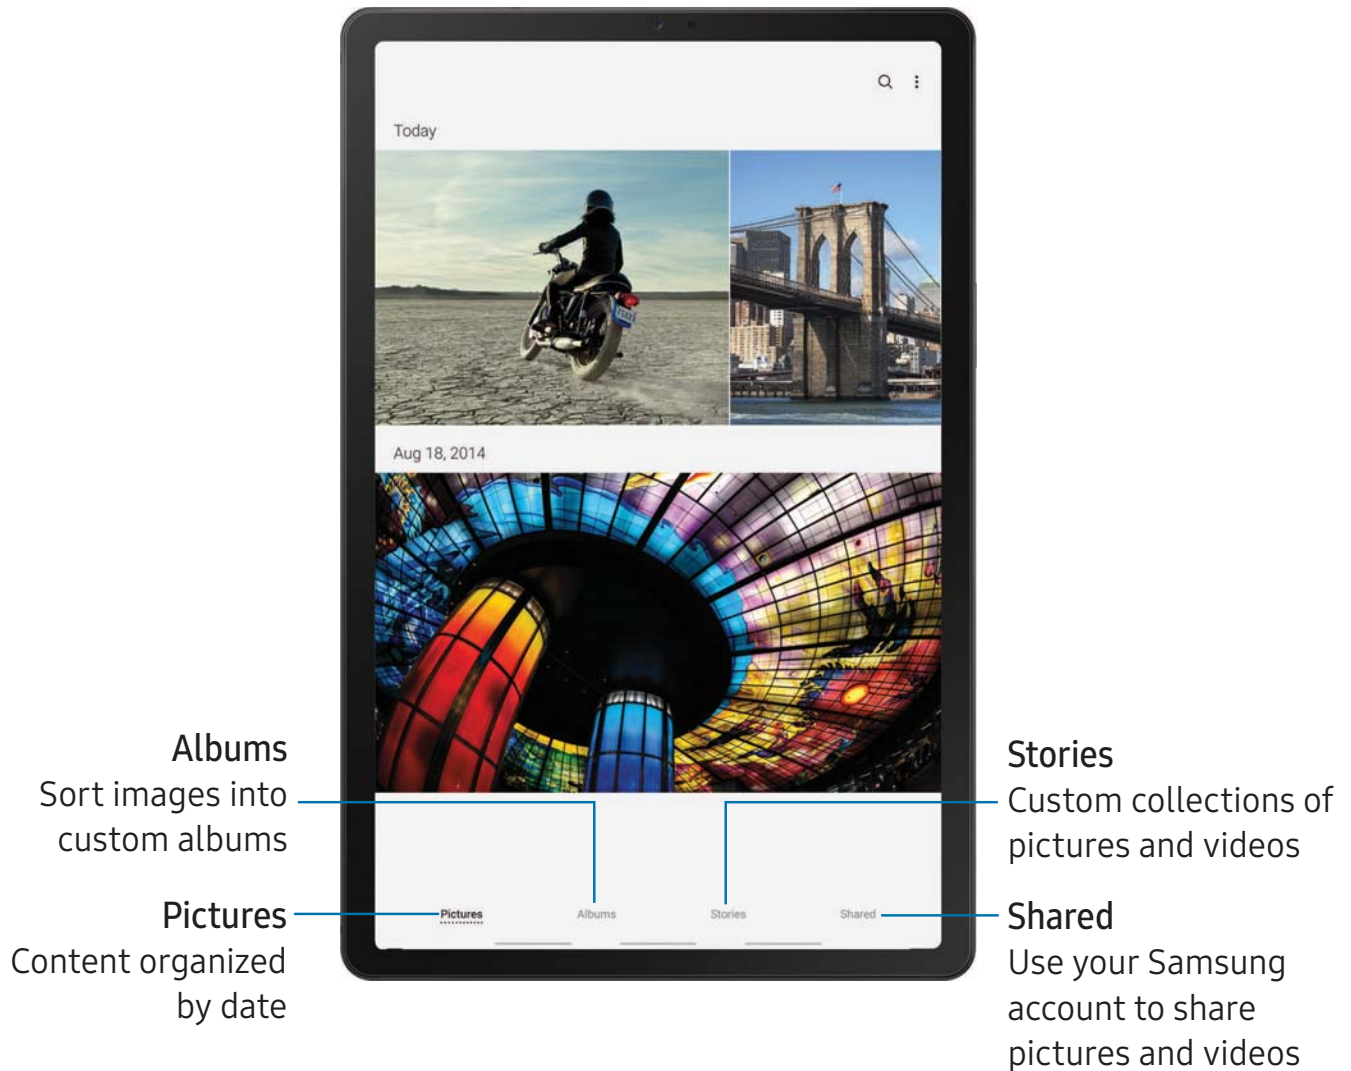 Today
Aug 18, 2014
Albums
Sort images into
custom albums
Pictures
Content organized
by date
Stories
Custom collections of
pictures and videos
Shared
Use your Samsung
account to share
pictures and videos
Pictures
Albums
Stories
Shared